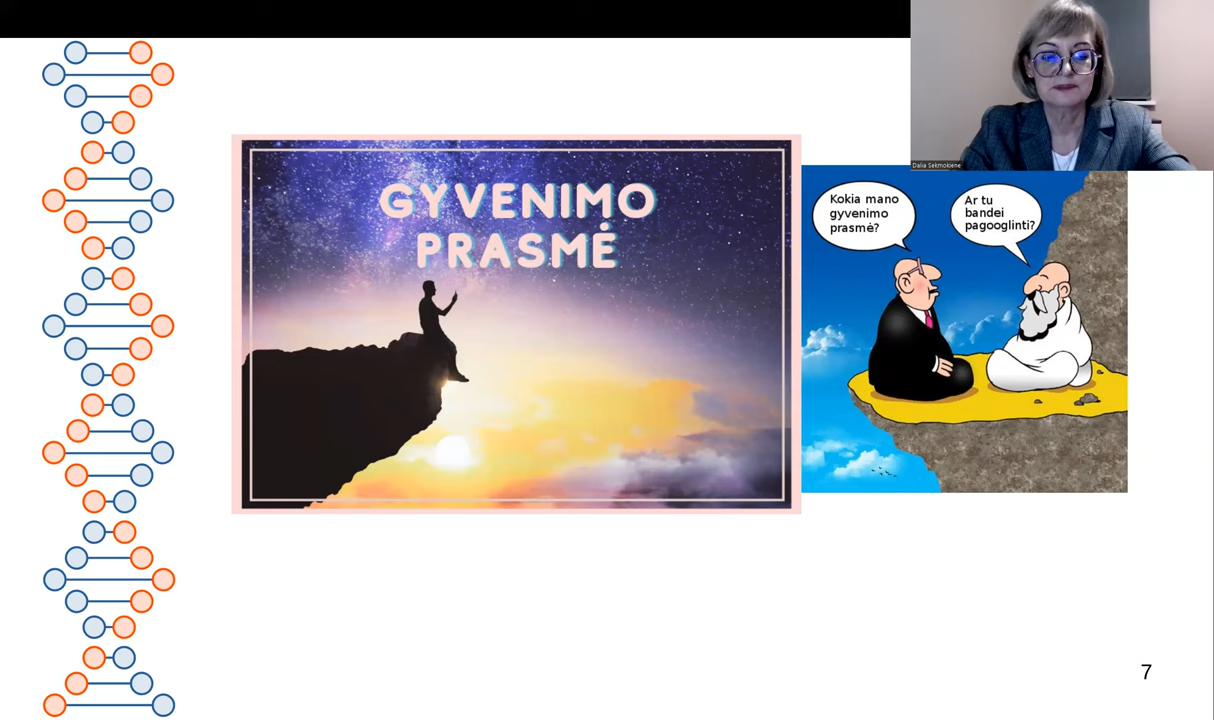 Dalia Sekmokienė
GYVENIMO
PRASMĖ
Kokia mano
gyvenimo
prasmė?
Ar tu
bandei
pagooglinti?
7